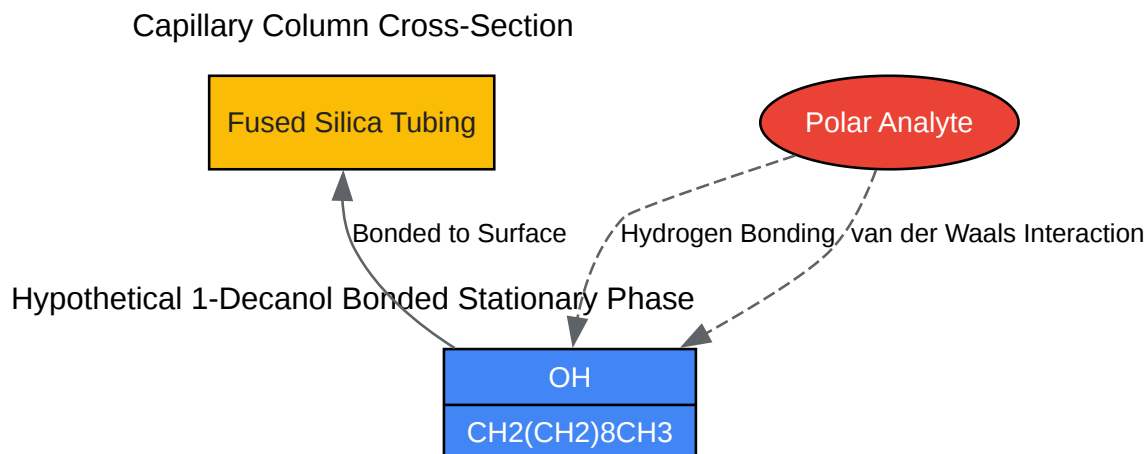 Capillary Column Cross-Section
Fused Silica Tubing
Polar Analyte
Bonded to Surface
Hydrogen Bonding
van der Waals Interaction
Hypothetical 1-Decanol Bonded Stationary Phase
OH
CH2(CH2)8CH3